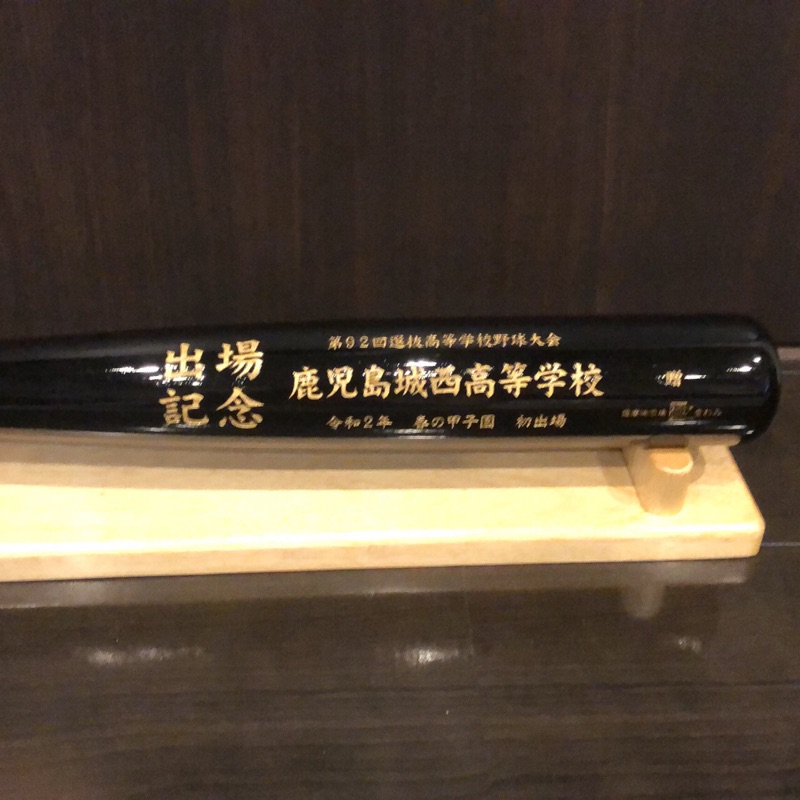 出場
記念
第92回選抜高等学校野球大会
鹿児島城西高等学校
令和2年 春の甲子園 初出場
贈